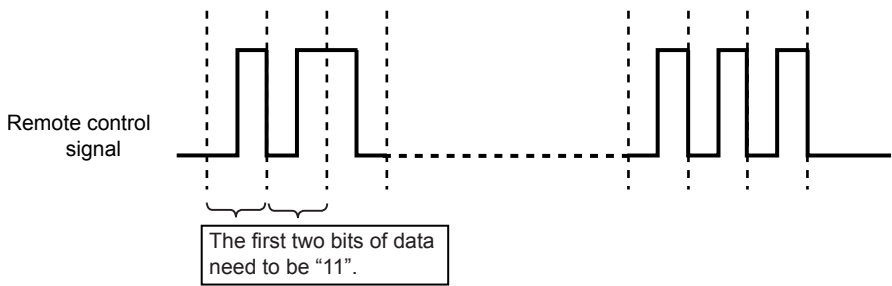 Remote control
signal
The first two bits of data
need to be “11”.